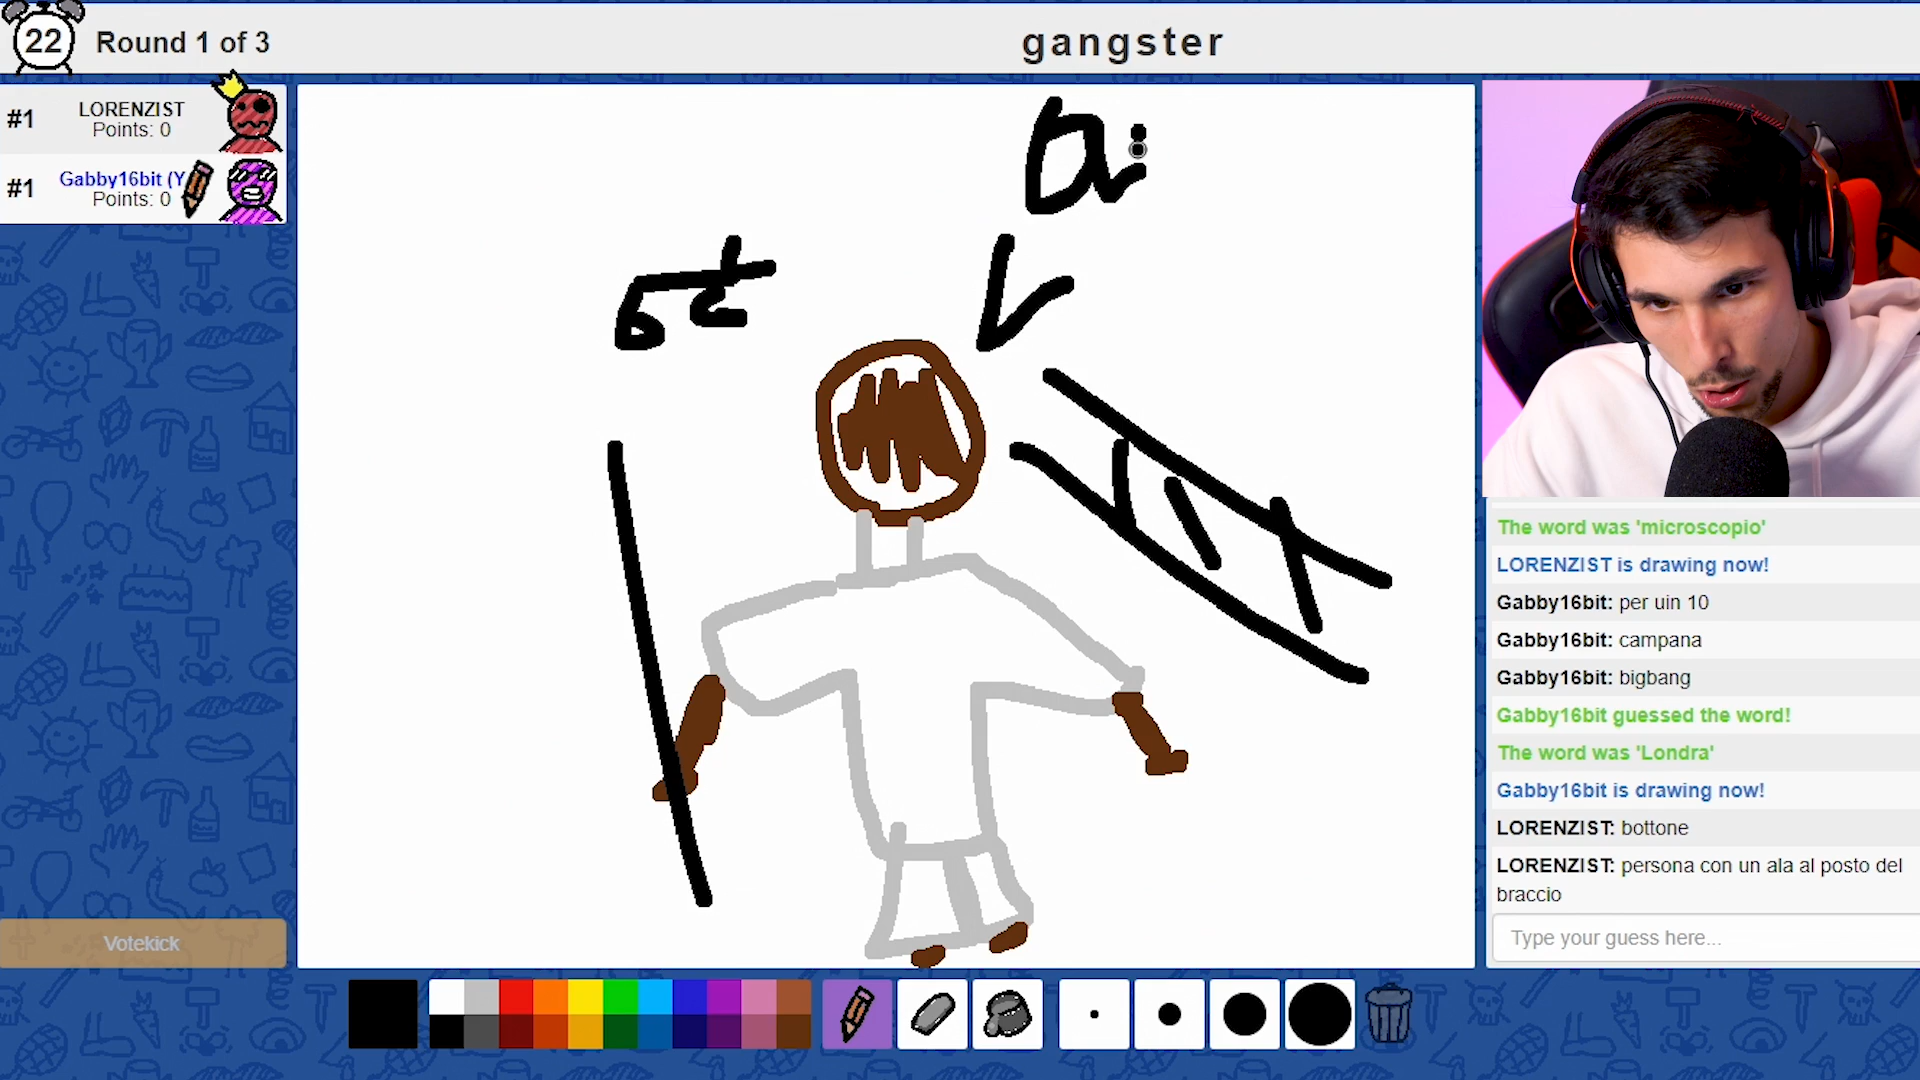 22
Round 1 of 3
gangster
#1
LORENZIST
Points: 0
#1
Gabby16bit (Y
Points: 0
Votekick
The word was 'microscopio'
LORENZIST is drawing now!
Gabby16bit: per uin 10
Gabby16bit: campana
Gabby16bit: bigbang
Gabby16bit guessed the word!
The word was 'Londra'
Gabby16bit is drawing now!
LORENZIST: bottone
LORENZIST: persona con un ala al posto del
braccio
Type your guess here...